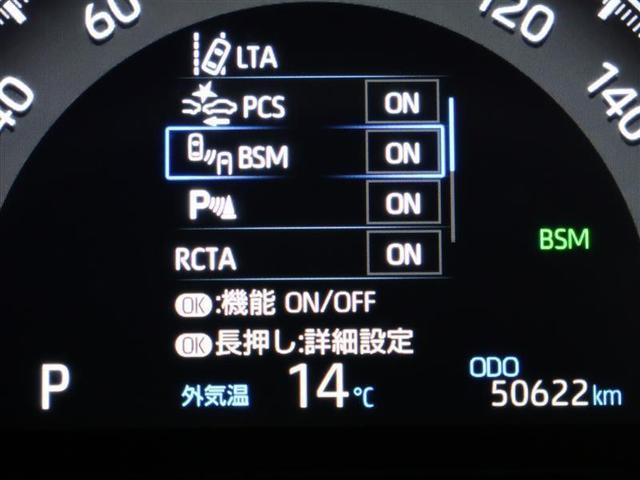 60
120
40
140
LTA
PCS ON
BSM ON
P ON
RCTA ON
BSM
OK:機能 ON/OFF
OK長押し:詳細設定
P
外気温 14℃
ODO
50622km